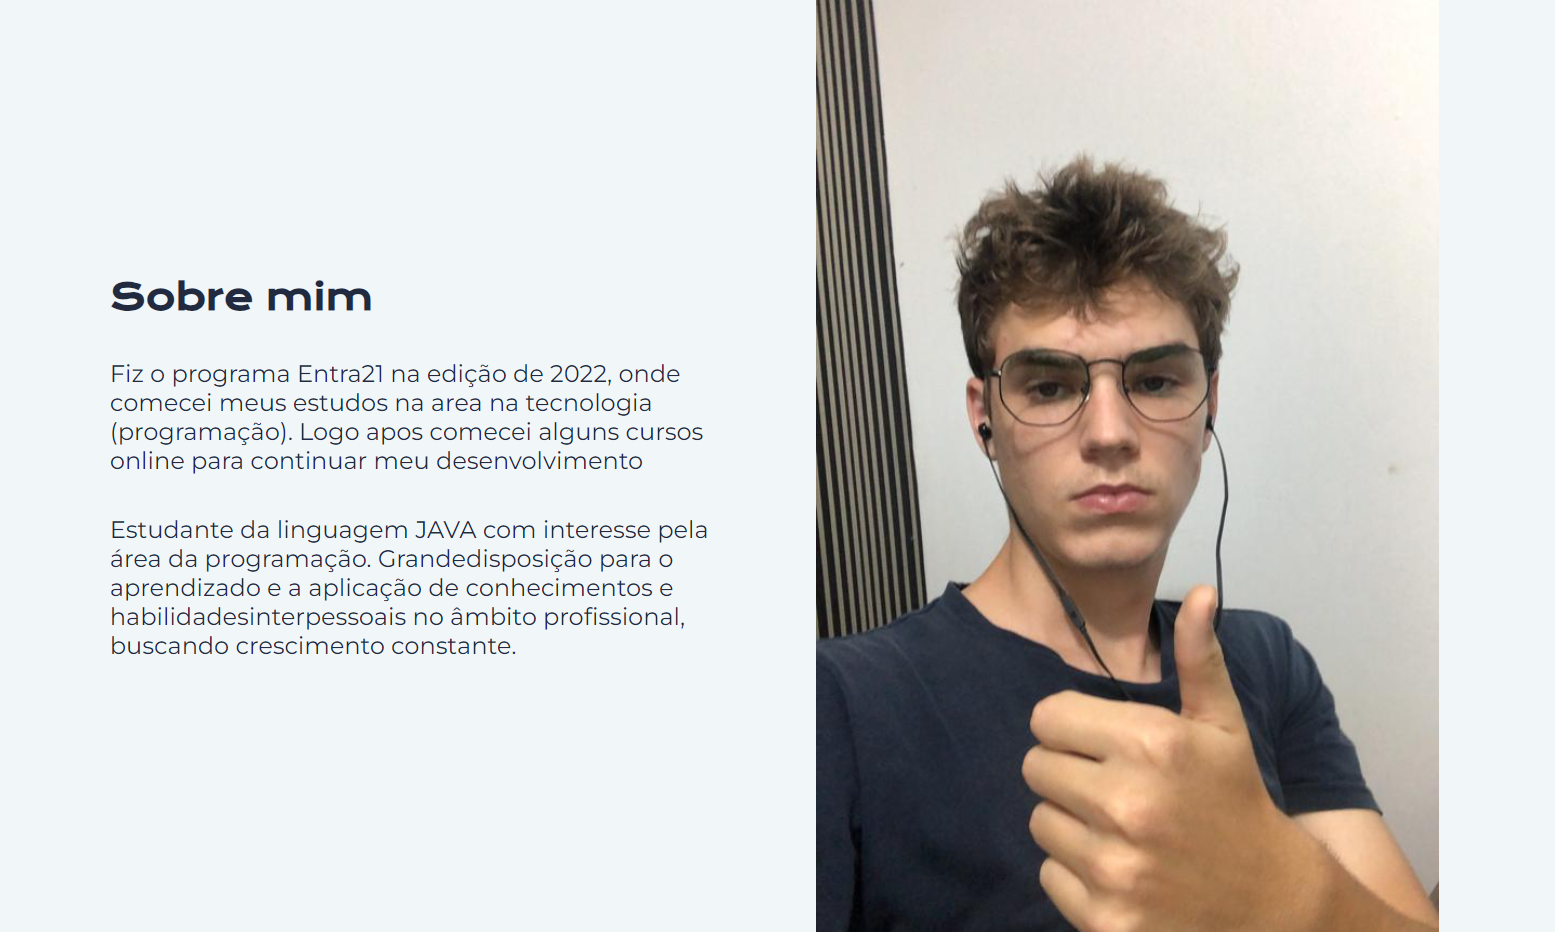 Sobre mim
Fiz o programa Entra21 na edição de 2022, onde
comecei meus estudos na area na tecnologia
(programação). Logo apos comecei alguns cursos
online para continuar meu desenvolvimento
Estudante da linguagem JAVA com interesse pela
área da programação. Grandedisposição para o
aprendizado e a aplicação de conhecimentos e
habilidadesinterpessoais no âmbito profissional,
buscando crescimento constante.